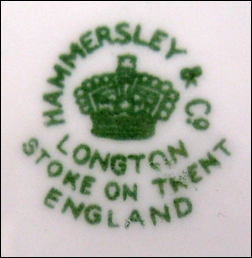 HAMMERSLEY & Co
LONGTON
STOKE ON TRENT
ENGLAND